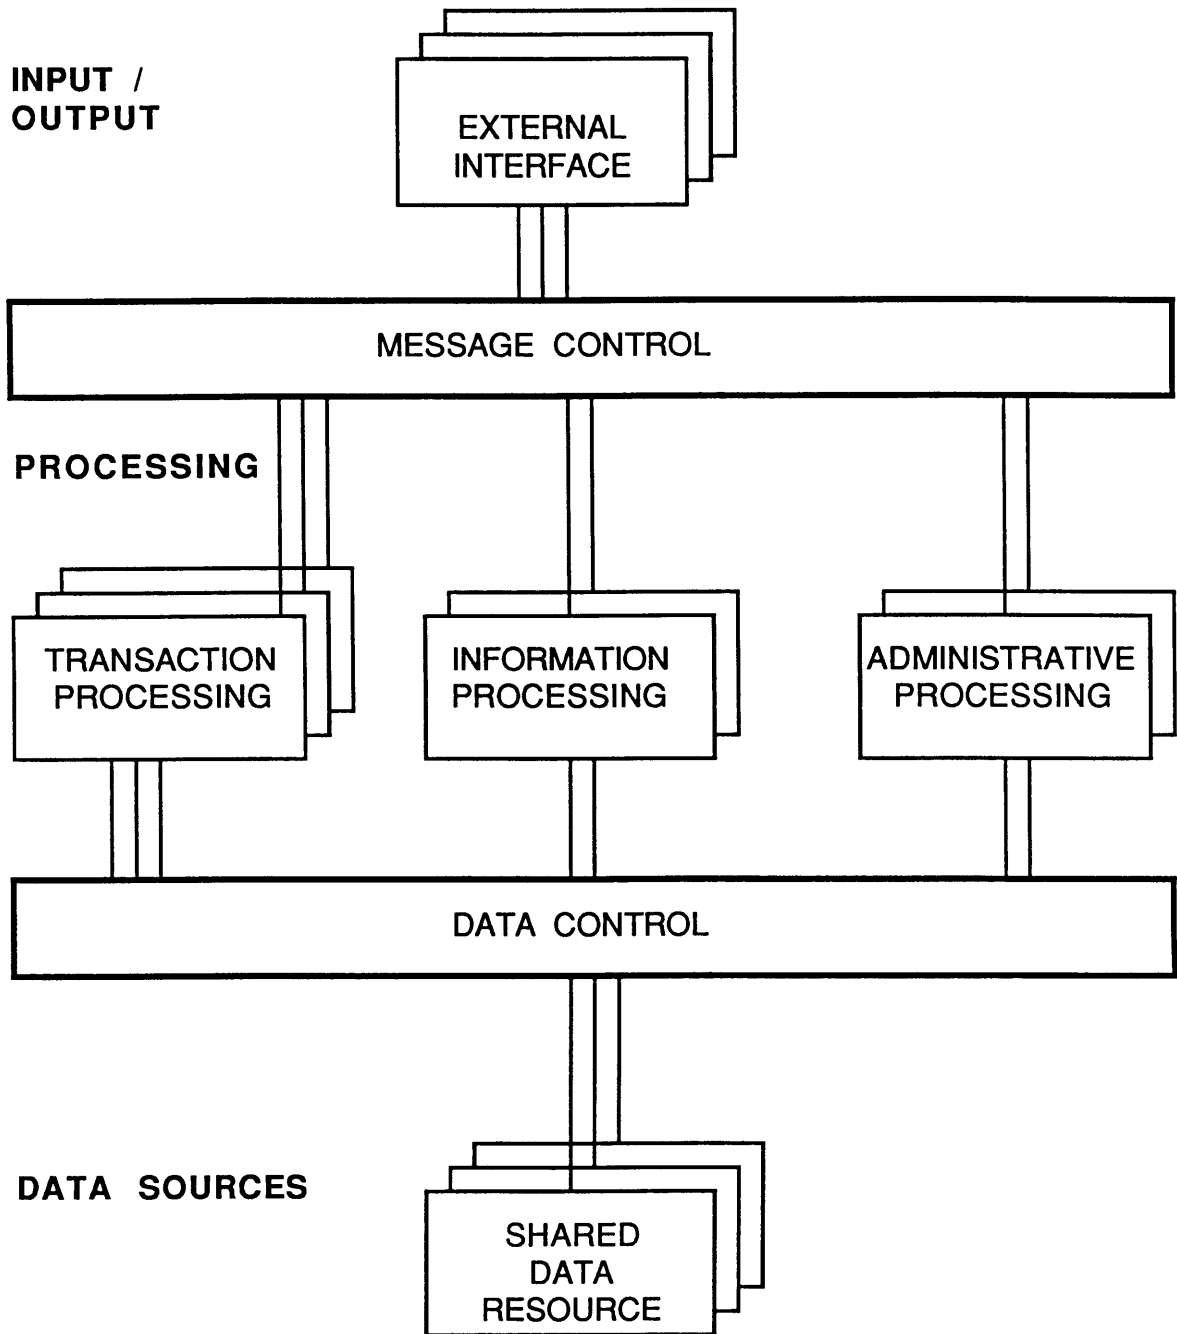 INPUT /
OUTPUT
EXTERNAL
INTERFACE
MESSAGE CONTROL
PROCESSING
TRANSACTION
PROCESSING
INFORMATION
PROCESSING
ADMINISTRATIVE
PROCESSING
DATA CONTROL
DATA SOURCES
SHARED
DATA
RESOURCE